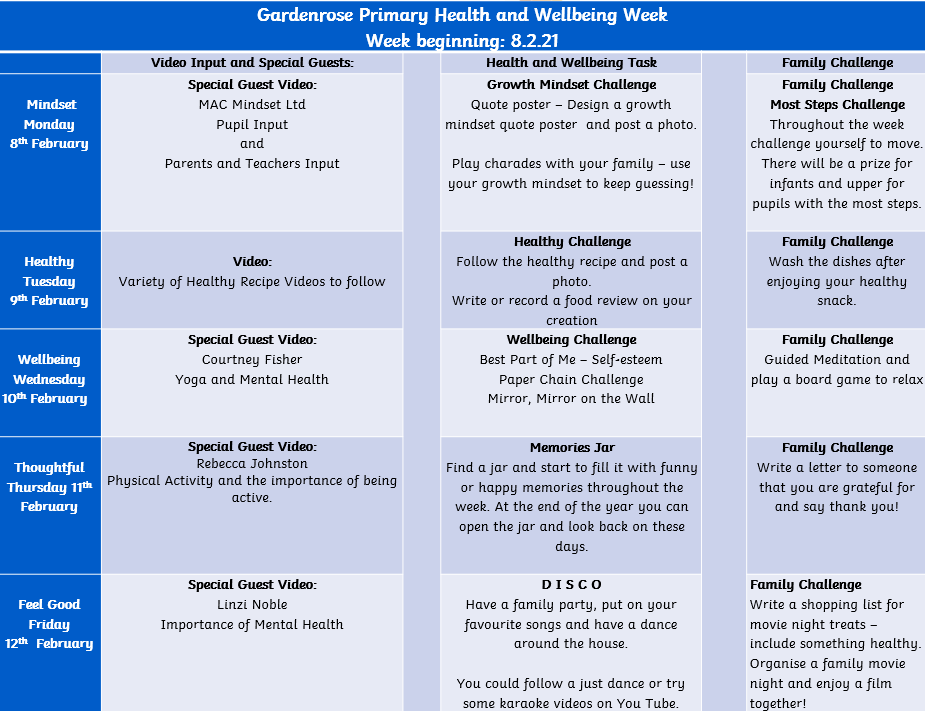 Gardenrose Primary Health and Wellbeing Week
Week beginning: 8.2.21
Video Input and Special Guests:
Health and Wellbeing Task
Family Challenge
Mindset
Monday
8th February
Special Guest Video:
MAC Mindset Ltd
Pupil Input
and
Parents and Teachers Input
Growth Mindset Challenge
Quote poster – Design a growth
mindset quote poster and post a photo.
Play charades with your family – use
your growth mindset to keep guessing!
Family Challenge
Most Steps Challenge
Throughout the week
challenge yourself to move.
There will be a prize for
infants and upper for
pupils with the most steps.
Healthy
Tuesday
9th February
Video:
Variety of Healthy Recipe Videos to follow
Healthy Challenge
Follow the healthy recipe and post a
photo.
Write or record a food review on your
creation
Family Challenge
Wash the dishes after
enjoying your healthy
snack.
Wellbeing
Wednesday
10th February
Special Guest Video:
Courtney Fisher
Yoga and Mental Health
Wellbeing Challenge
Best Part of Me – Self-esteem
Paper Chain Challenge
Mirror, Mirror on the Wall
Family Challenge
Guided Meditation and
play a board game to relax
Thoughtful
Thursday 11th
February
Special Guest Video:
Rebecca Johnston
Physical Activity and the importance of being
active.
Memories Jar
Find a jar and start to fill it with funny
or happy memories throughout the
week. At the end of the year you can
open the jar and look back on these
days.
Family Challenge
Write a letter to someone
that you are grateful for
and say thank you!
Feel Good
Friday
12th February
Special Guest Video:
Linzi Noble
Importance of Mental Health
D I S C O
Have a family party, put on your
favourite songs and have a dance
around the house.
You could follow a just dance or try
some karaoke videos on You Tube.
Family Challenge
Write a shopping list for
movie night treats –
include something healthy.
Organise a family movie
night and enjoy a film
together!